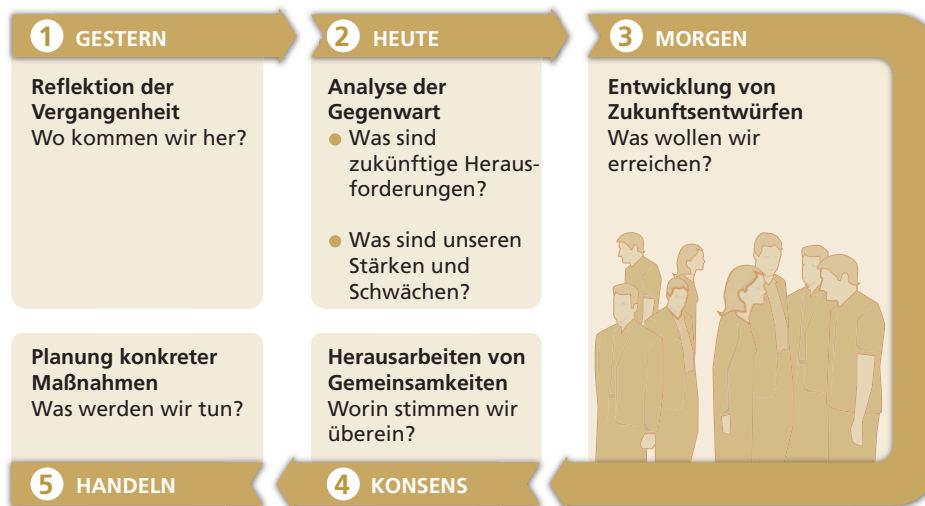 1 GESTERN
Reflektion der
Vergangenheit
Wo kommen wir her?
2 HEUTE
Analyse der
Gegenwart
● Was sind
zukünftige Heraus-
forderungen?
● Was sind unseren
Stärken und
Schwächen?
3 MORGEN
Entwicklung von
Zukunftsentwürfen
Was wollen wir
erreichen?
Herausarbeiten von
Gemeinsamkeiten
Worin stimmen wir
überein?
4 KONSENS
Planung konkreter
Maßnahmen
Was werden wir tun?
5 HANDELN